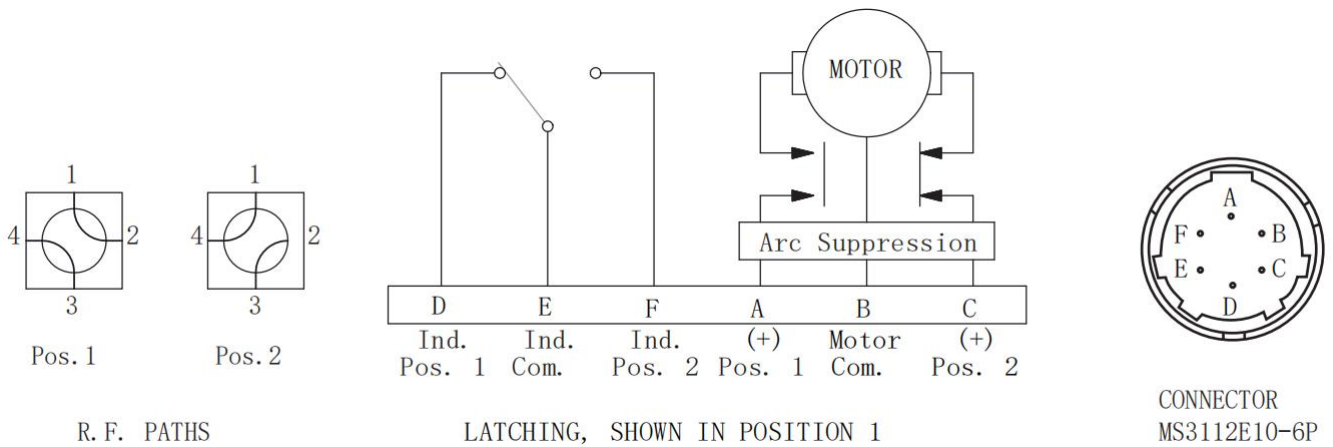 1
4
2
3
Pos.1
1
4
2
3
Pos.2
R.F. PATHS
MOTOR
Arc Suppression
D E F A B C
Ind. Ind. Ind. (+) Motor (+)
Pos. 1 Com. Pos. 2 Pos. 1 Com. Pos. 2
LATCHING, SHOWN IN POSITION 1
A
F B
E C
D
CONNECTOR
MS3112E10-6P